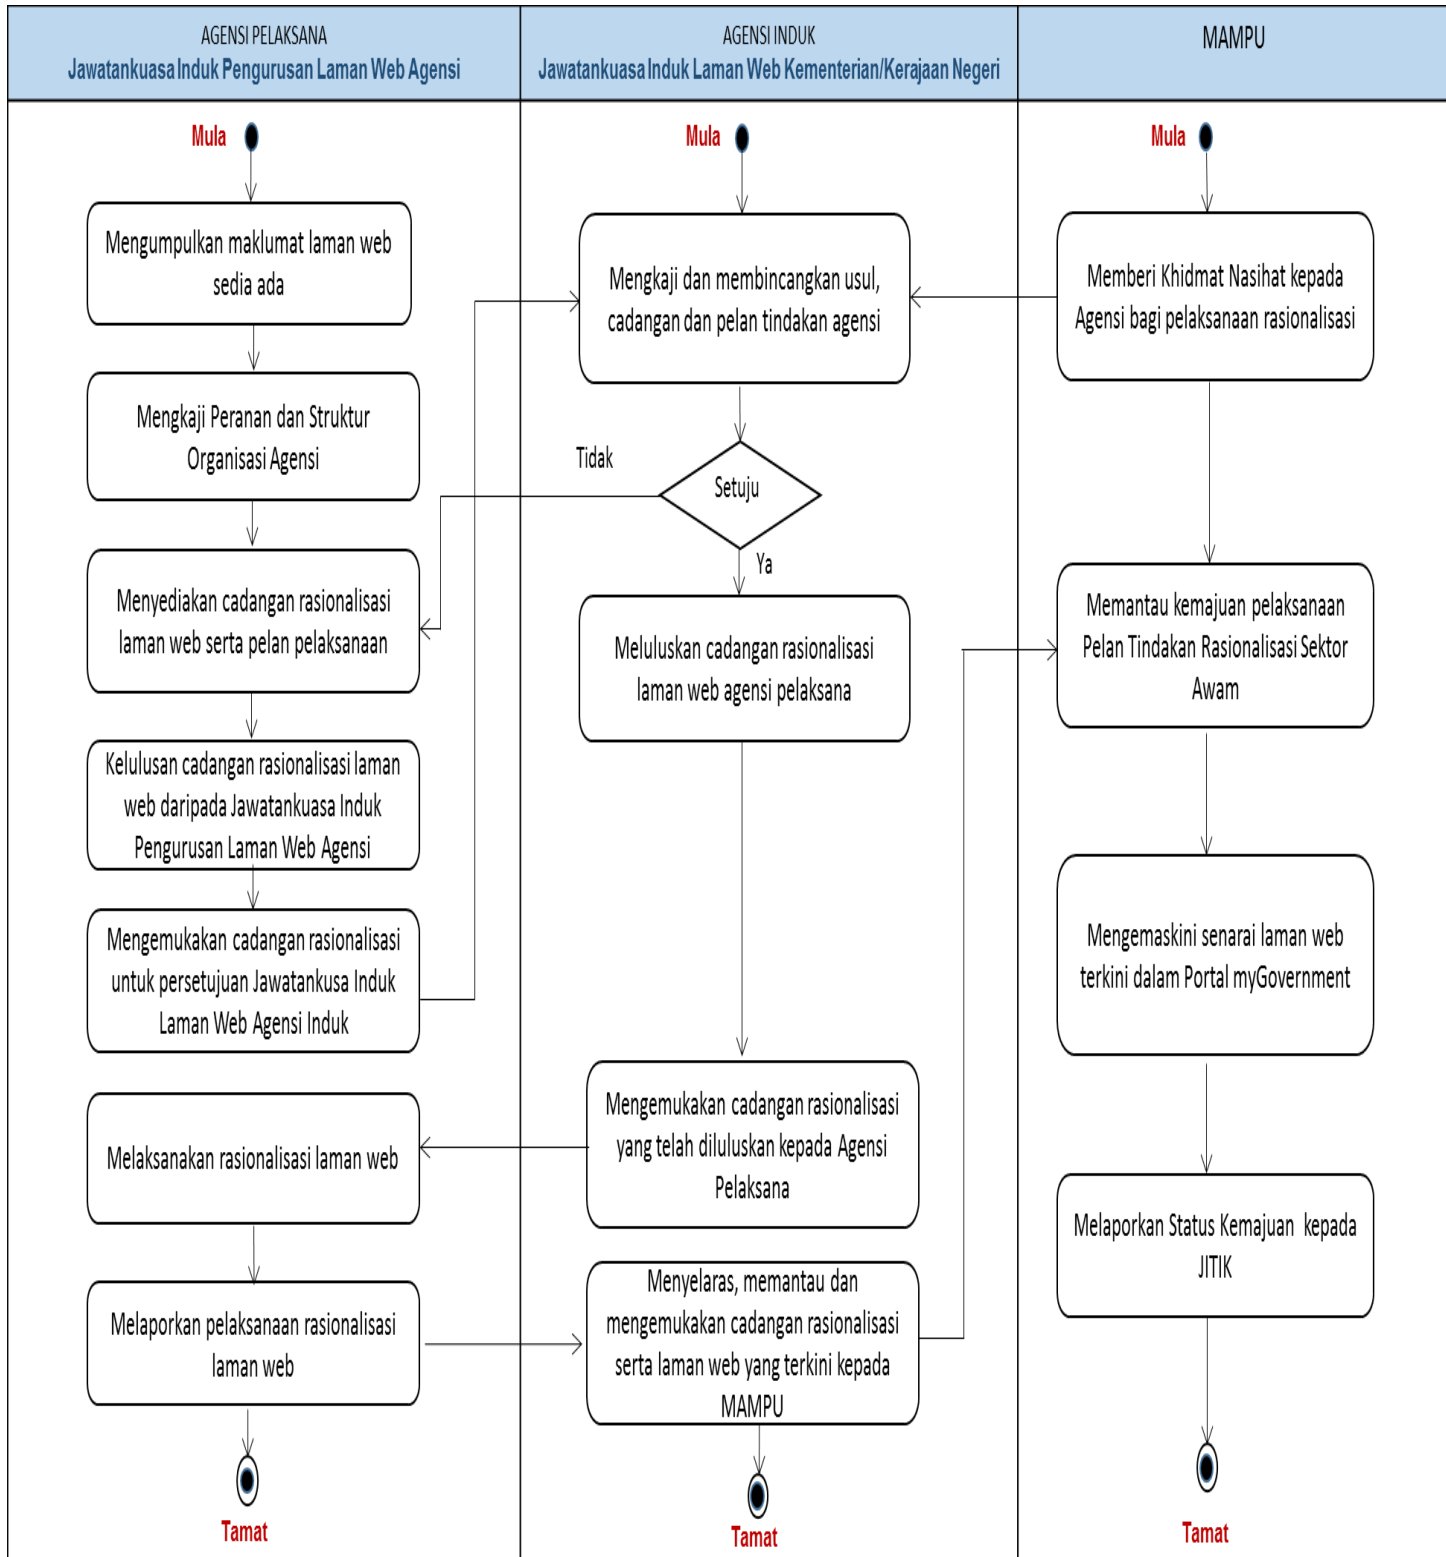 AGENSI PELAKSANA
Jawatankuasa Induk Pengurusan Laman Web Agensi
AGENSI INDUK
Jawatankuasa Induk Laman Web Kementerian/Kerajaan Negeri
MAMPU
Mula
Mengumpulkan maklumat laman web
sedia ada
Mengkaji Peranan dan Struktur
Organisasi Agensi
Menyediakan cadangan rasionalisasi
laman web serta pelan pelaksanaan
Kelulusan cadangan rasionalisasi laman
web daripada Jawatankuasa Induk
Pengurusan Laman Web Agensi
Mengemukakan cadangan rasionalisasi
untuk persetujuan Jawatankusa Induk
Laman Web Agensi Induk
Melaksanakan rasionalisasi laman web
Melaporkan pelaksanaan rasionalisasi
laman web
Tamat
Mula
Mengkaji dan membincangkan usul,
cadangan dan pelan tindakan agensi
Setuju
Tidak
Ya
Meluluskan cadangan rasionalisasi
laman web agensi pelaksana
Mengemukakan cadangan rasionalisasi
yang telah diluluskan kepada Agensi
Pelaksana
Menyelaras, memantau dan
mengemukakan cadangan rasionalisasi
serta laman web yang terkini kepada
MAMPU
Tamat
Mula
Memberi Khidmat Nasihat kepada
Agensi bagi pelaksanaan rasionalisasi
Memantau kemajuan pelaksanaan
Pelan Tindakan Rasionalisasi Sektor
Awam
Mengemaskini senarai laman web
terkini dalam Portal myGovernment
Melaporkan Status Kemajuan kepada
JITIK
Tamat